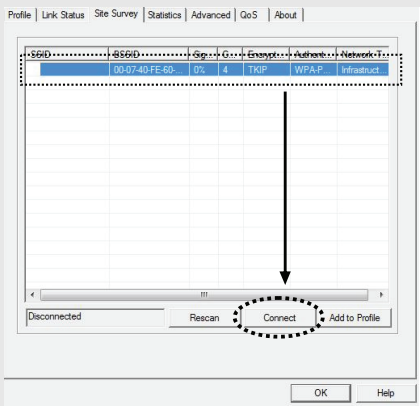 Profile Link Status Site Survey Statistics Advanced QoS About
SSID BSSID Sig... C... Encrypt... Authent... Network T...
00-07-40-FE-60-... 0% 4 TKIP WPA-P... Infrastruct...
Disconnected Rescan Connect Add to Profile
OK Help